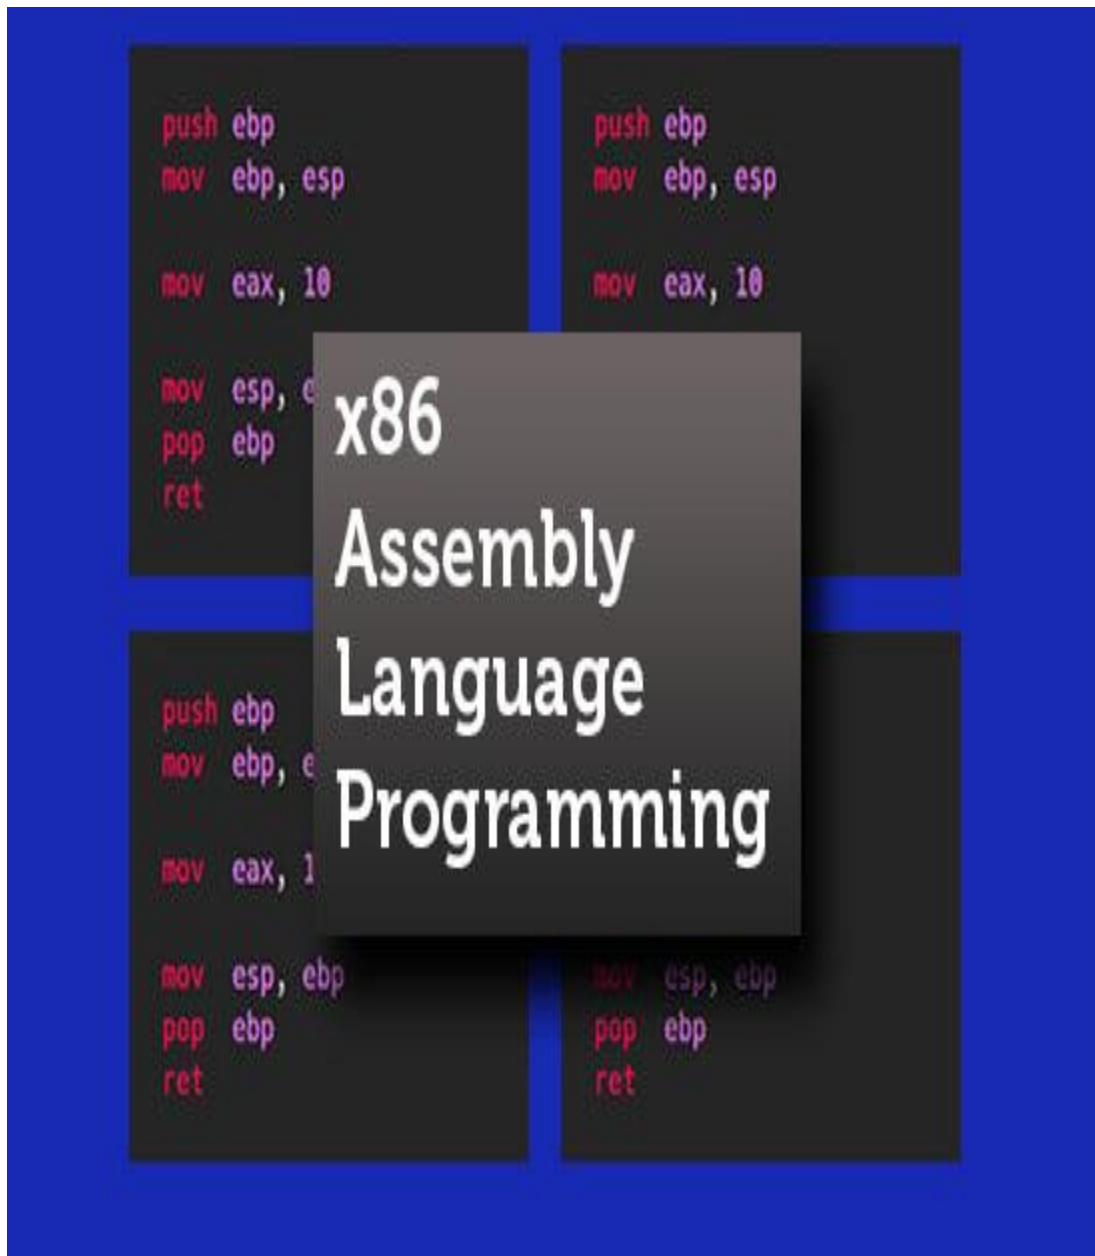 push ebp
mov ebp, esp
mov eax, 10
mov esp,
pop ebp
ret
push ebp
mov ebp, esp
mov eax, 10
x86
Assembly
Language
Programming
push ebp
mov ebp,
mov eax,
mov esp, ebp
pop ebp
ret
mov esp, ebp
pop ebp
ret